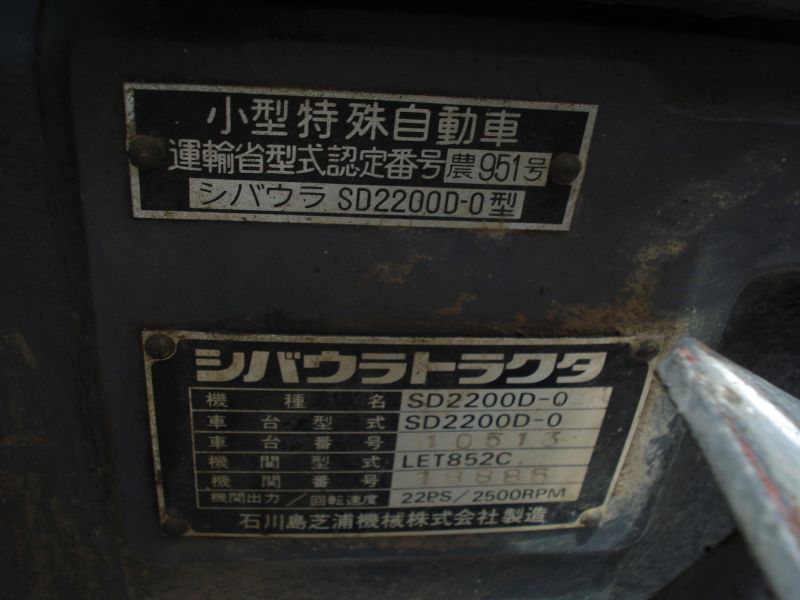 小型特殊自動車
運輸省型式認定番号 農951号
シバウラ SD2200D-0型
シバウラトラクタ
機種名 SD2200D-0
車台型式 SD2200D-0
車台番号 10513
機関型式 LET852C
機関番号
機関出力/回転速度 22PS/2500RPM
石川島芝浦機械株式会社製造